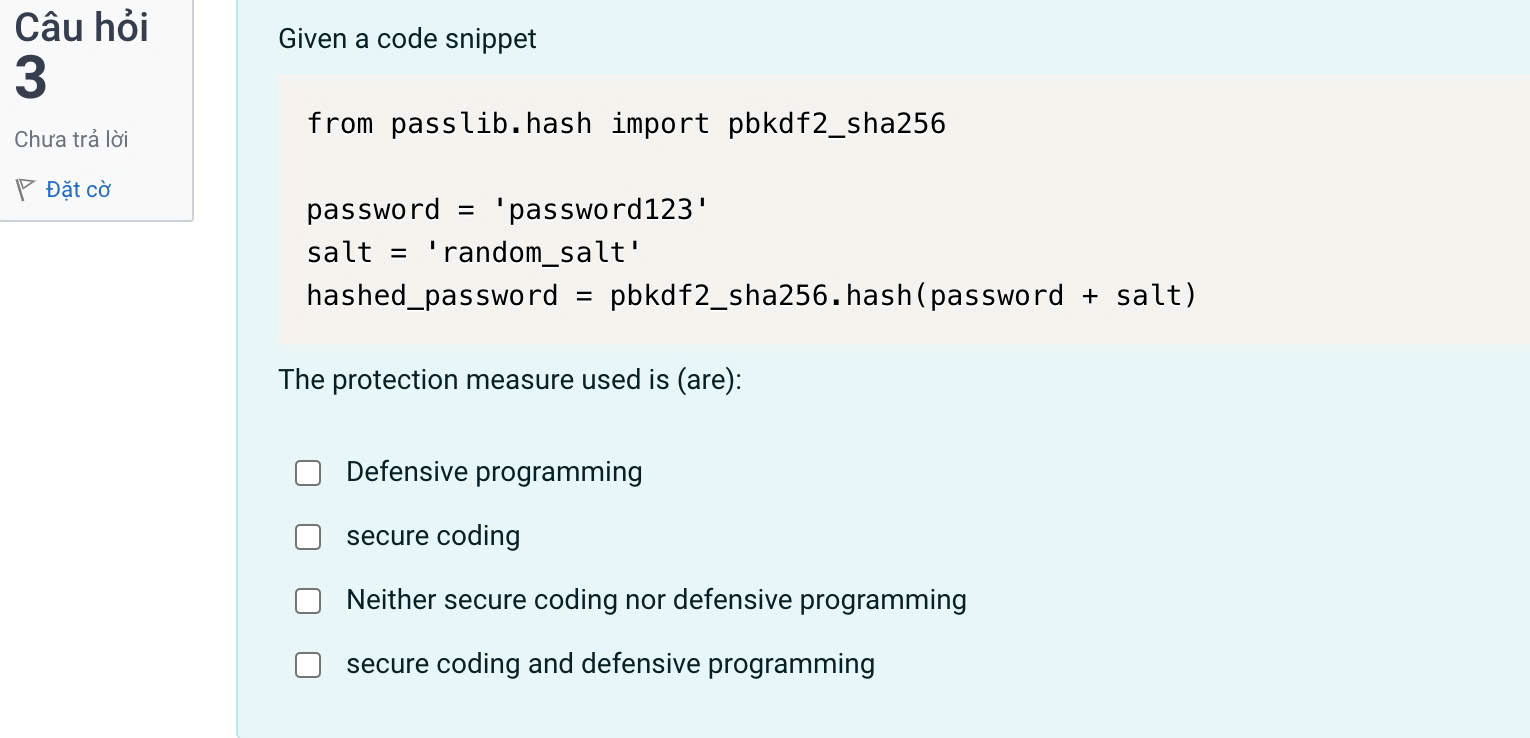 Câu hỏi
3
Chưa trả lời
Đặt cờ
Given a code snippet
from passlib.hash import pbkdf2_sha256
password = 'password123'
salt = 'random_salt'
hashed_password = pbkdf2_sha256.hash(password + salt)
The protection measure used is (are):
Defensive programming
secure coding
Neither secure coding nor defensive programming
secure coding and defensive programming